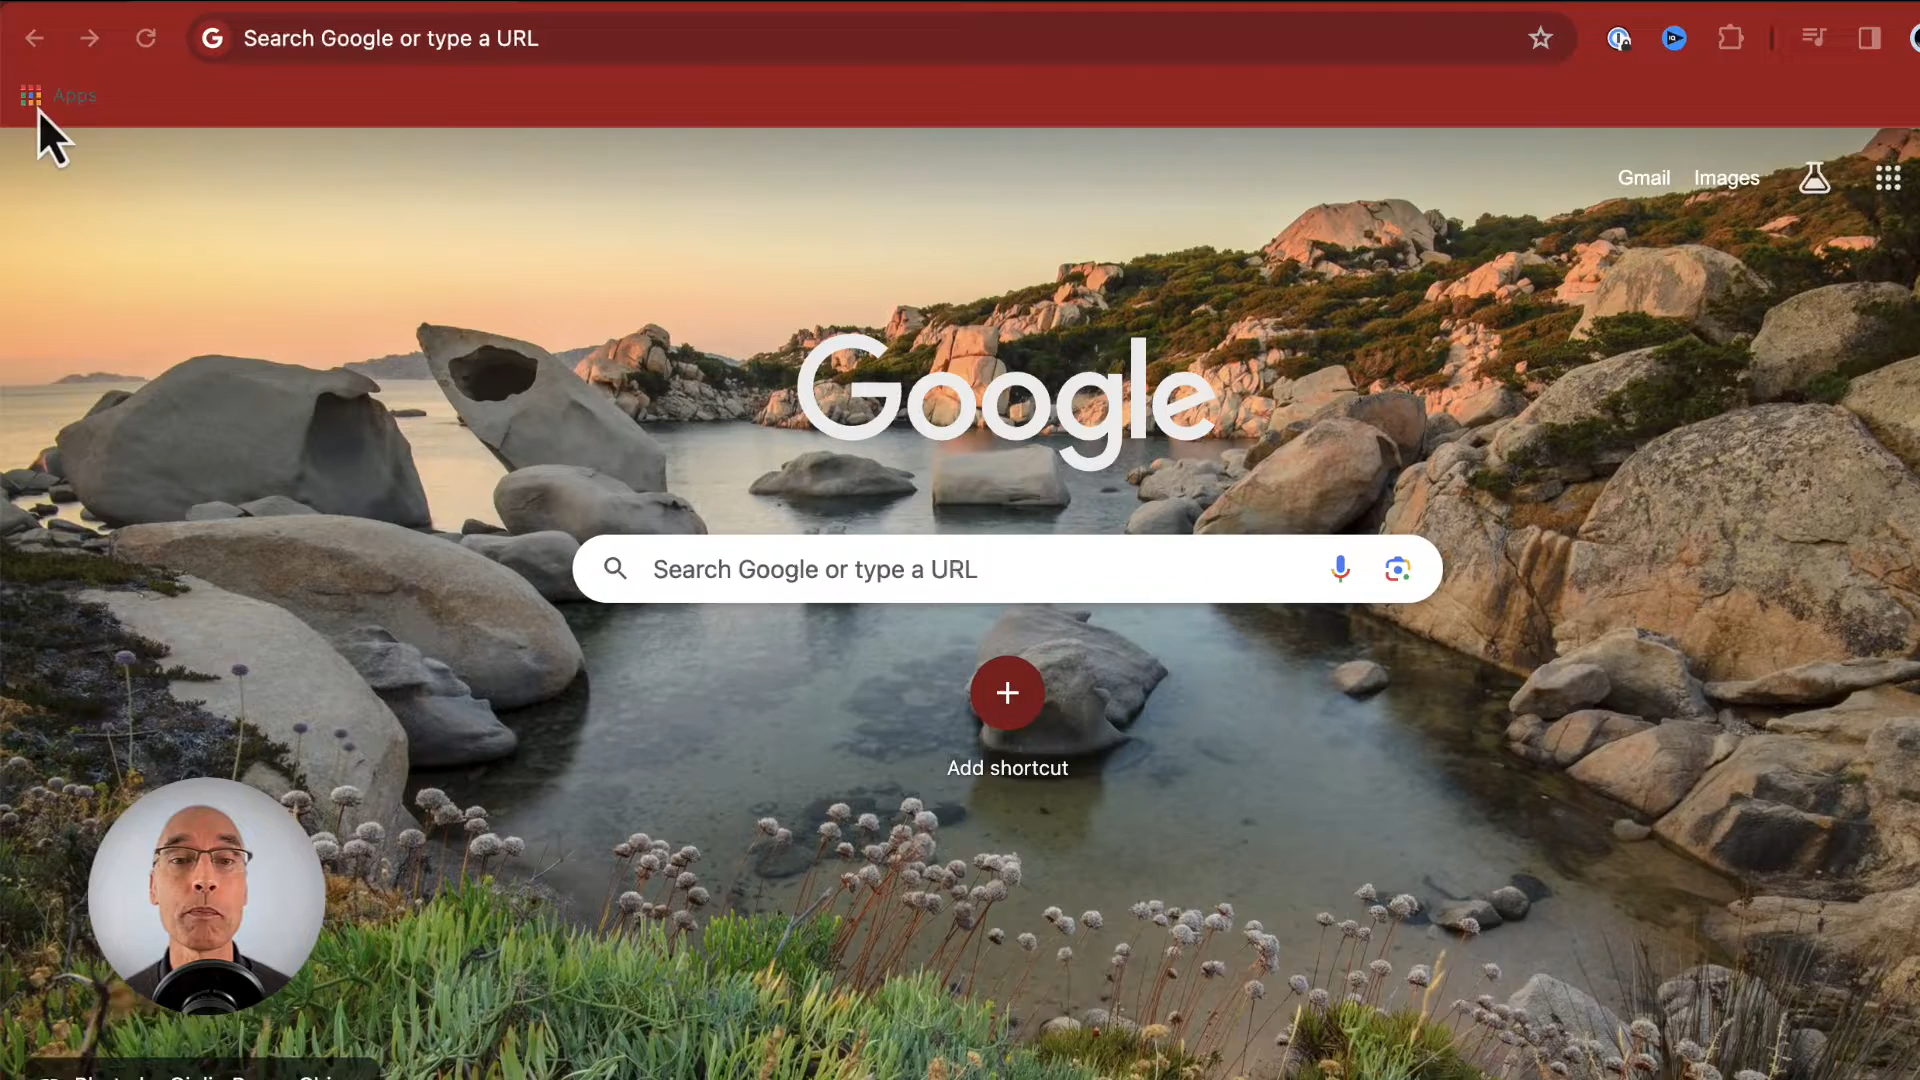 Search Google or type a URL
Apps
Gmail Images
Google
Search Google or type a URL
Add shortcut